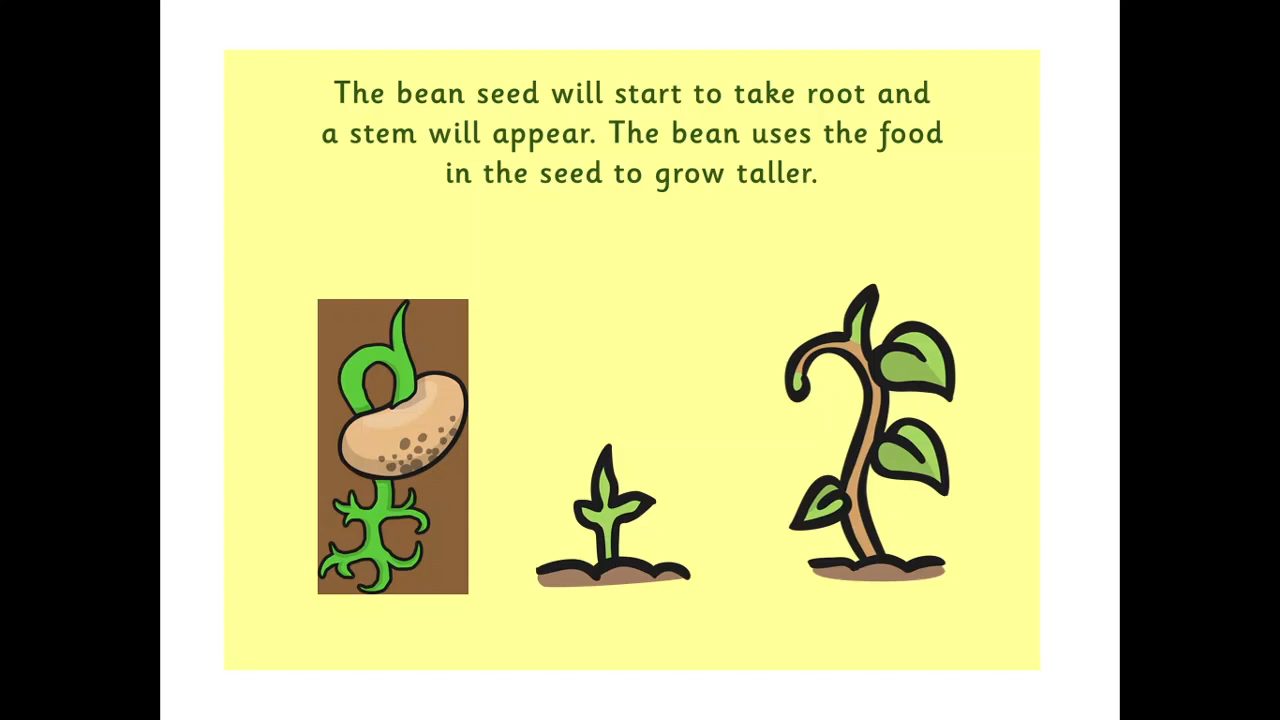 The bean seed will start to take root and
a stem will appear. The bean uses the food
in the seed to grow taller.